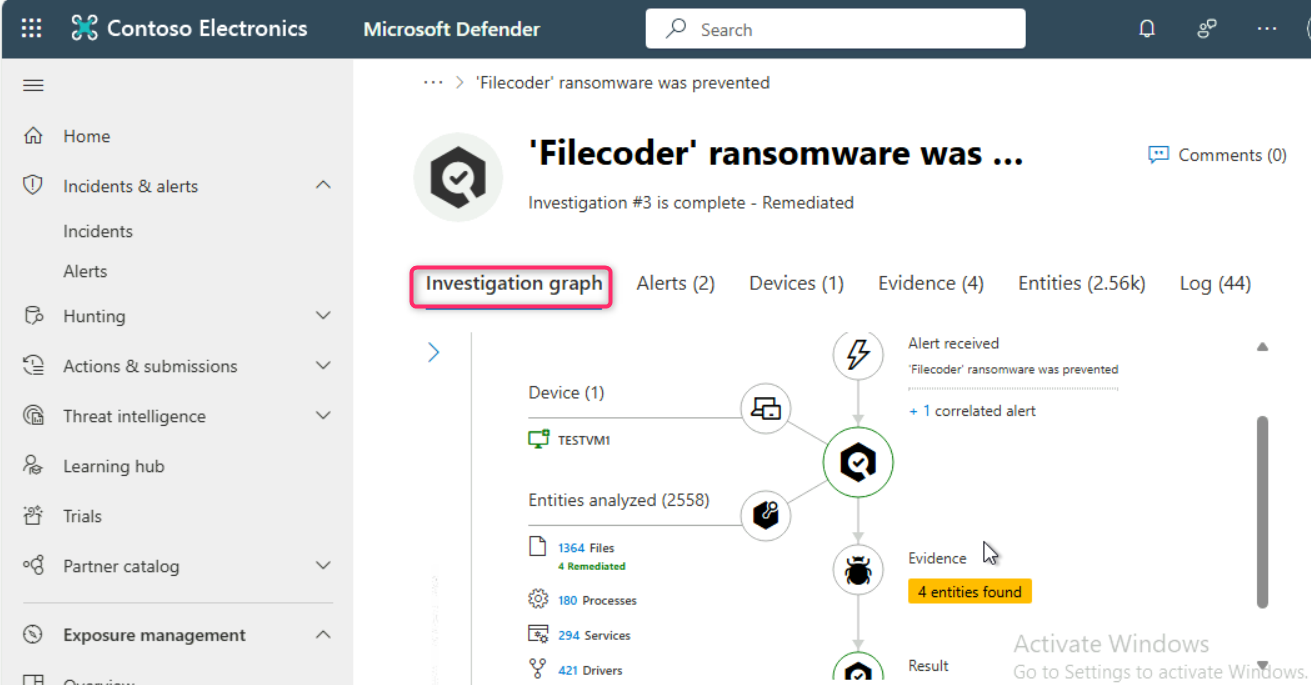 Contoso Electronics
Microsoft Defender
Search
Home
Incidents & alerts
Incidents
Alerts
Hunting
Actions & submissions
Threat intelligence
Learning hub
Trials
Partner catalog
Exposure management
Overview
··· > 'Filecoder' ransomware was prevented
'Filecoder' ransomware was ...
Investigation #3 is complete - Remediated
Comments (0)
Investigation graph
Alerts (2)
Devices (1)
Evidence (4)
Entities (2.56k)
Log (44)
Alert received
'Filecoder' ransomware was prevented
+ 1 correlated alert
Device (1)
TESTVM1
Entities analyzed (2558)
1364 Files
4 Remediated
180 Processes
294 Services
421 Drivers
Evidence
4 entities found
Result
Activate Windows
Go to Settings to activate Windows.